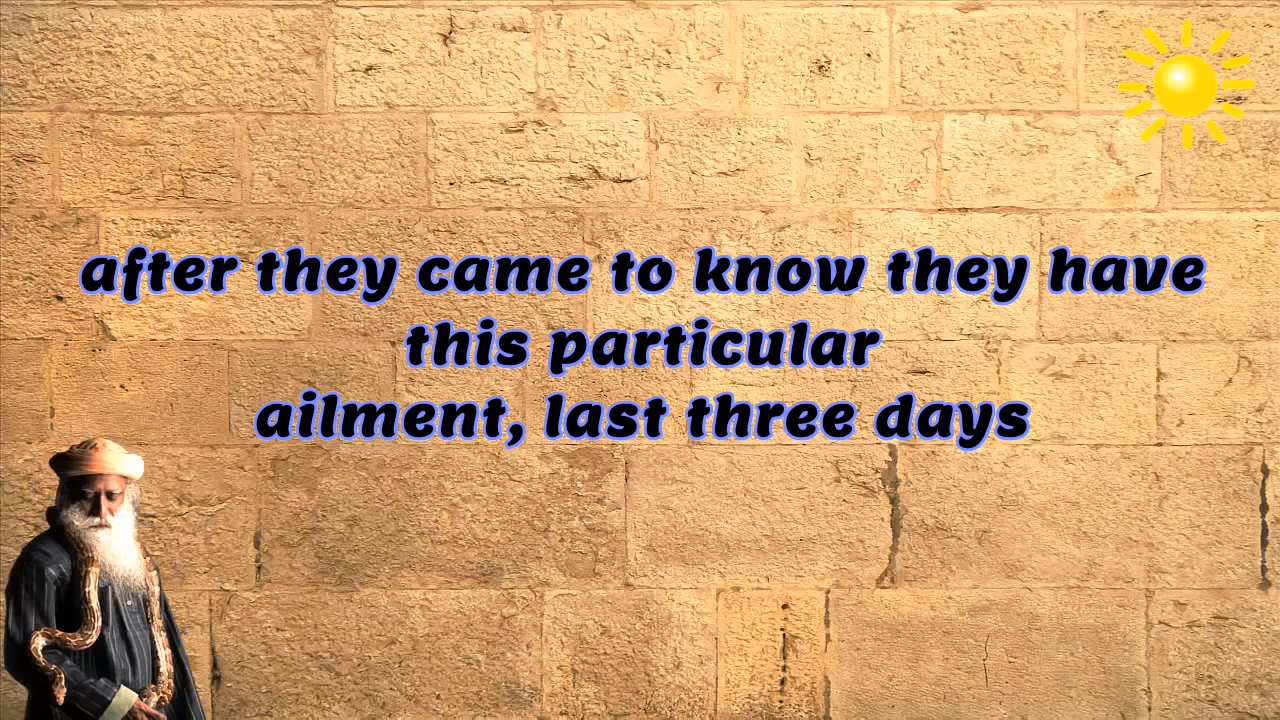 after they came to know they have
this particular
ailment, last three days